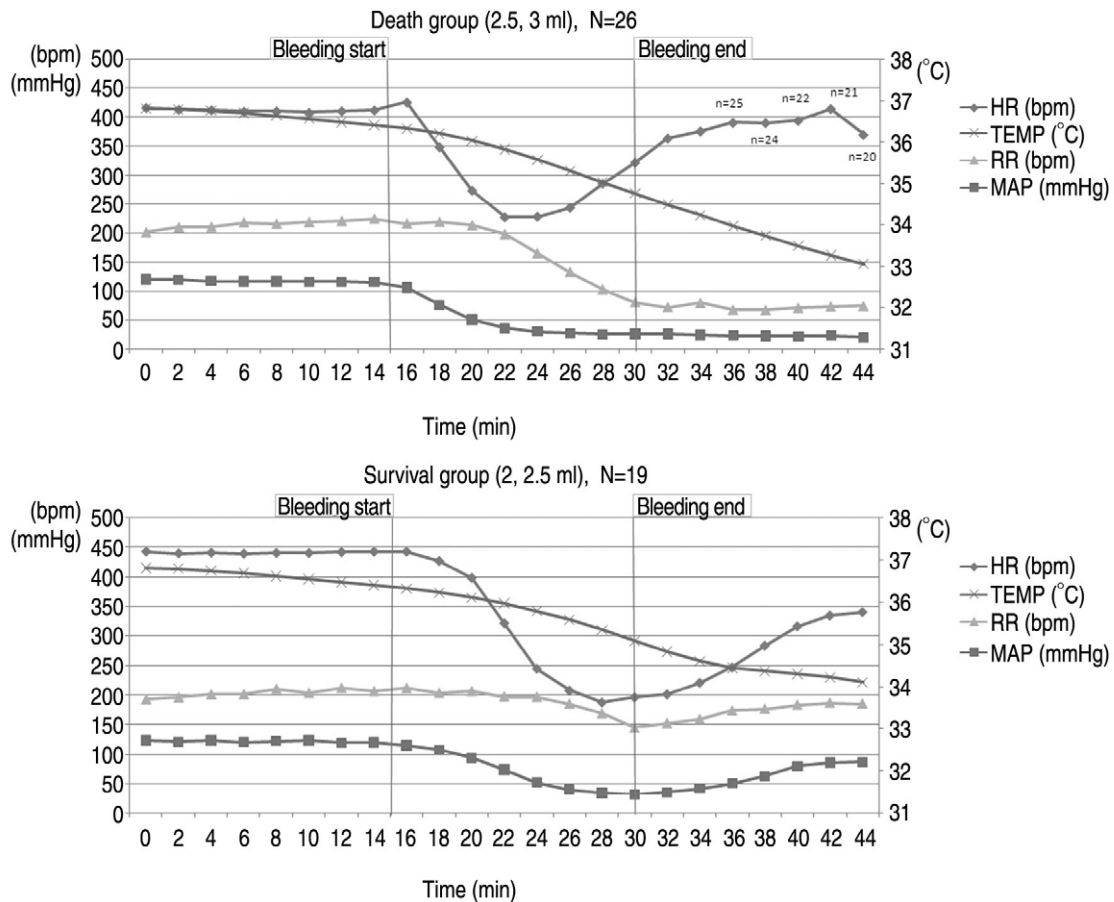 Death group (2.5, 3 ml), N=26
(bpm)
(mmHg)
Bleeding start
Bleeding end
(°C)
500
450
400
350
300
250
200
150
100
50
0
38
37
36
35
34
33
32
31
n=25
n=24
n=22
n=21
n=20
HR (bpm)
TEMP (°C)
RR (bpm)
MAP (mmHg)
0 2 4 6 8 10 12 14 16 18 20 22 24 26 28 30 32 34 36 38 40 42 44
Time (min)
Survival group (2, 2.5 ml), N=19
(bpm)
(mmHg)
Bleeding start
Bleeding end
(°C)
500
450
400
350
300
250
200
150
100
50
0
38
37
36
35
34
33
32
31
HR (bpm)
TEMP (°C)
RR (bpm)
MAP (mmHg)
0 2 4 6 8 10 12 14 16 18 20 22 24 26 28 30 32 34 36 38 40 42 44
Time (min)